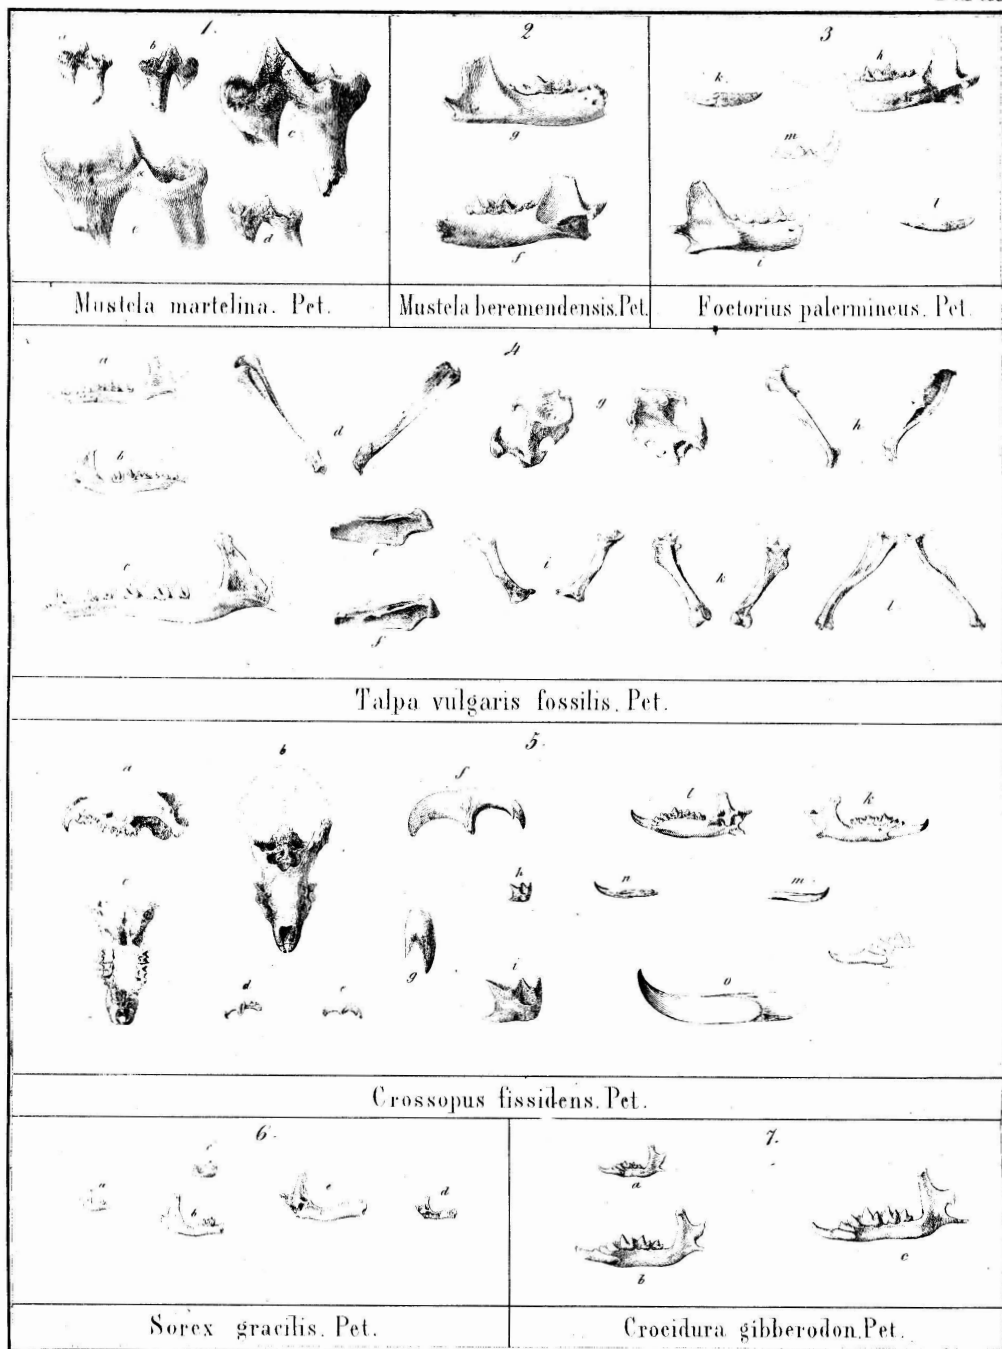 1.
a
b
c
c
d
Mustela martelina. Pet.
2
g
f
Mustela beremendensis.Pet.
3
k
h
m
l
i
Foetorius palermineus. Pet
4
a
b
c
d
e
f
g
h
i
k
l
Talpa vulgaris fossilis. Pet.
5.
a
b
c
d
f
g
h
i
l
k
n
m
o
Crossopus fissidens. Pet.
6.
a
b
d
Sorex gracilis. Pet.
7.
a
b
c
Crocidura gibberodon.Pet.